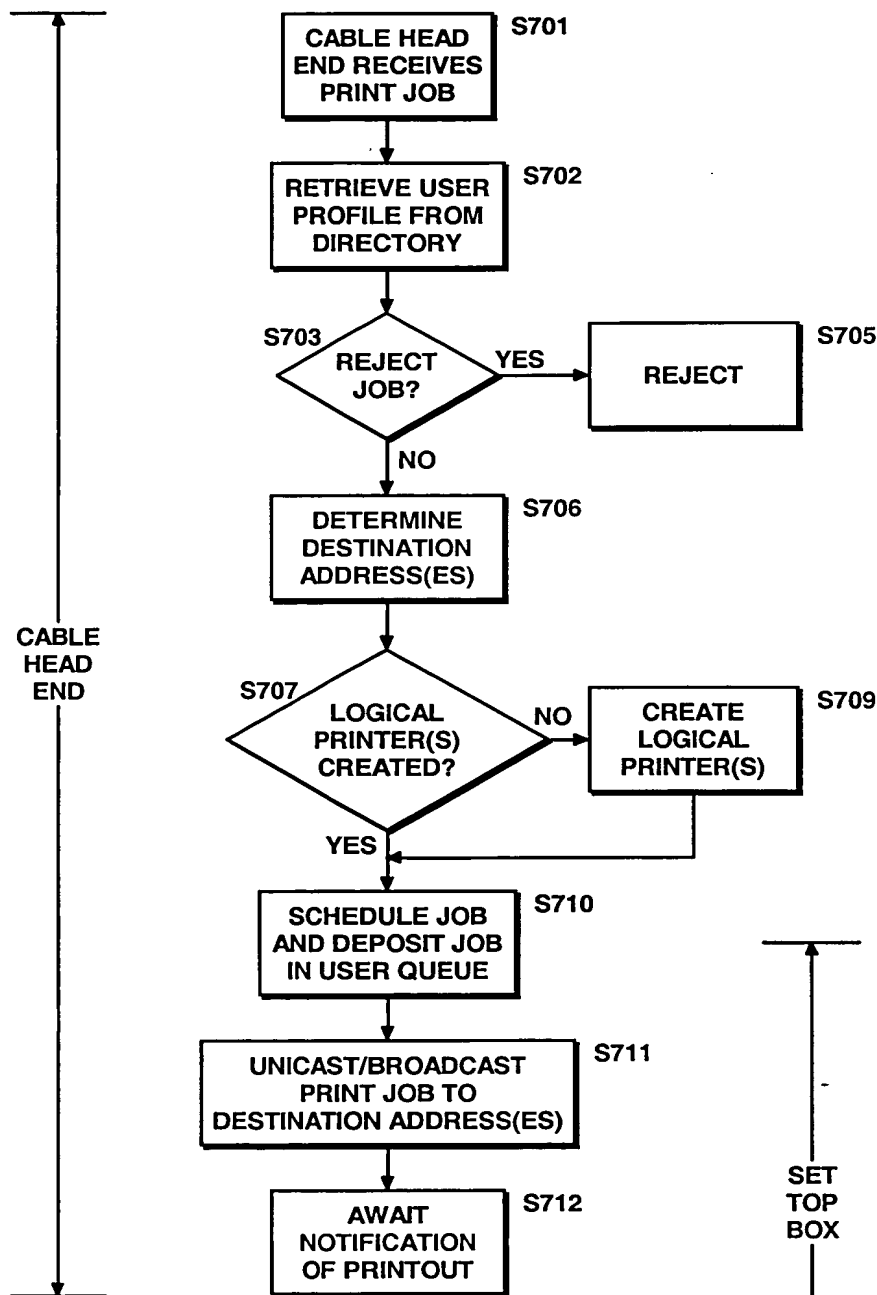 S701
CABLE HEAD
END RECEIVES
PRINT JOB
S702
RETRIEVE USER
PROFILE FROM
DIRECTORY
S703
REJECT
JOB?
YES
S705
REJECT
NO
S706
DETERMINE
DESTINATION
ADDRESS(ES)
CABLE
HEAD
END
S707
LOGICAL
PRINTER(S)
CREATED?
NO
S709
CREATE
LOGICAL
PRINTER(S)
YES
S710
SCHEDULE JOB
AND DEPOSIT JOB
IN USER QUEUE
S711
UNICAST/BROADCAST
PRINT JOB TO
DESTINATION ADDRESS(ES)
S712
AWAIT
NOTIFICATION
OF PRINTOUT
SET
TOP
BOX